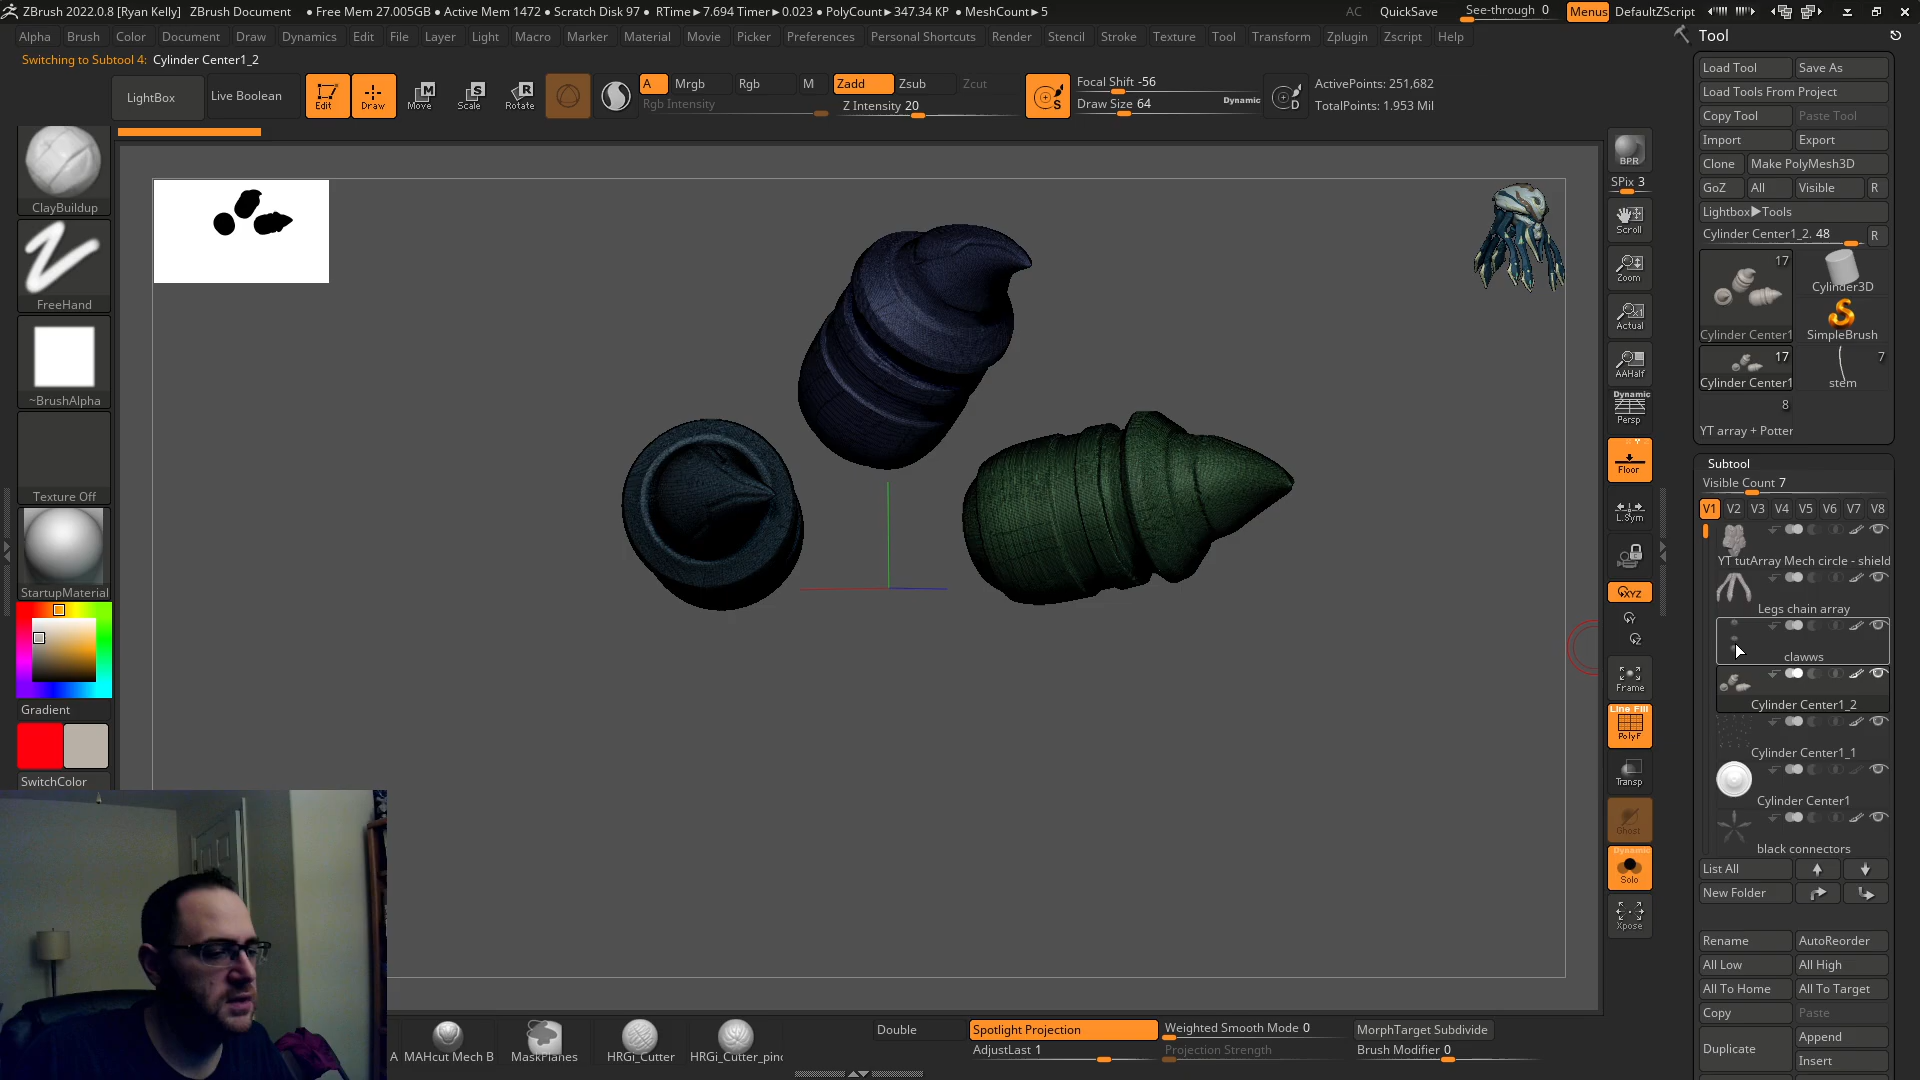 ZBrush 2022.0.8 [Ryan Kelly] ZBrush Document • Free Mem 27.005GB • Active Mem 1472 • Scratch Disk 97 • RTime►7.694 Timer►0.023 • PolyCount►347.34 KP • MeshCount►5
AC QuickSave See-through 0 Menus DefaultZScript
Alpha Brush Color Document Draw Dynamics Edit File Layer Light Macro Marker Material Movie Picker Preferences Personal Shortcuts Render Stencil Stroke Texture Tool Transform Zplugin Zscript Help
Switching to Subtool 4: Cylinder Center1_2
LightBox
Live Boolean
Edit
Draw
Move
Scale
Rotate
A Mrgb Rgb M
Rgb Intensity
Zadd Zsub Zcut
Z Intensity 20
Focal Shift -56
Draw Size 64
Dynamic
ActivePoints: 251,682
TotalPoints: 1.953 Mil
ClayBuildup
FreeHand
~BrushAlpha
Texture Off
StartupMaterial
Gradient
SwitchColor
BPR
SPix 3
Scroll
Zoom
Actual
AAHalf
Dynamic
Persp
Floor
L.Sym
XYZ
Frame
Line Fill
PolyF
Transp
Ghost
Dynamic
Solo
Xpose
Tool
Load Tool Save As
Load Tools From Project
Copy Tool Paste Tool
Import Export
Clone Make PolyMesh3D
GoZ All Visible R
Lightbox►Tools
Cylinder Center1_2. 48 R
17
Cylinder3D
Cylinder Center1 SimpleBrush
17 7
Cylinder Center1 stem
8
YT array + Potter
Subtool
Visible Count 7
V1 V2 V3 V4 V5 V6 V7 V8
YT tutArray Mech circle - shield
Legs chain array
clawws
Cylinder Center1_2
Cylinder Center1_1
Cylinder Center1
black connectors
List All
New Folder
Rename AutoReorder
All Low All High
All To Home All To Target
Copy Paste
Duplicate
Append
Insert
A MAHcut Mech B MaskPlanes HRGi_Cutter HRGi_Cutter_pinc
Double Spotlight Projection Weighted Smooth Mode 0 MorphTarget Subdivide
AdjustLast 1 Projection Strength Brush Modifier 0